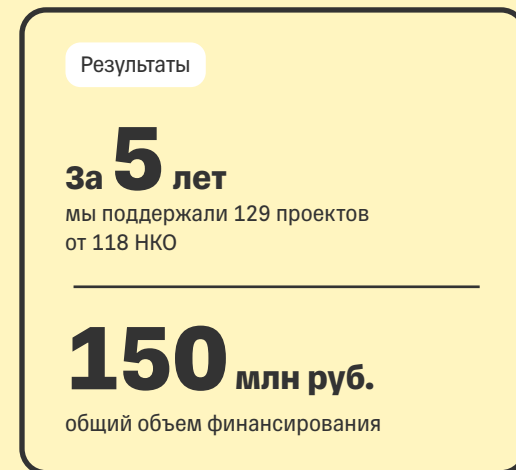 Результаты
За 5 лет
мы поддержали 129 проектов
от 118 НКО
150 млн руб.
общий объем финансирования